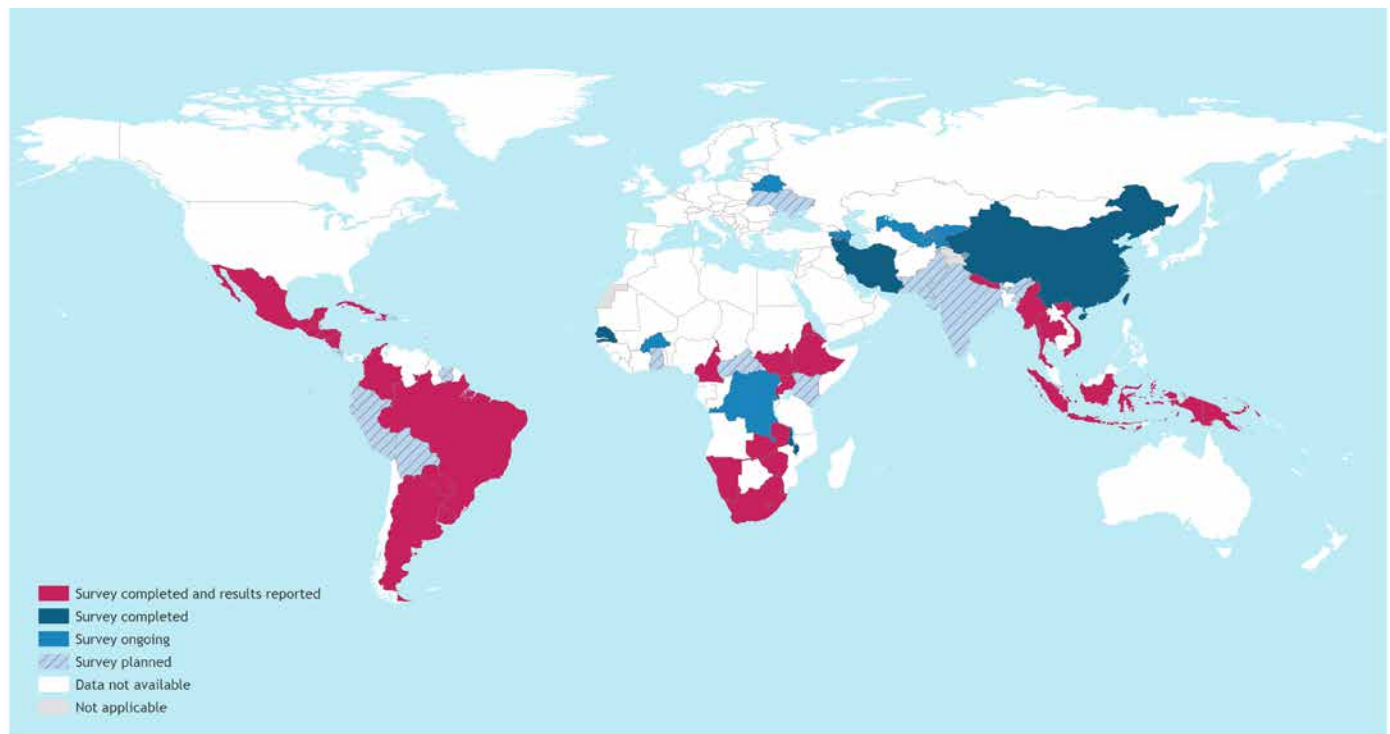 Survey completed and results reported
Survey completed
Survey ongoing
Survey planned
Data not available
Not applicable